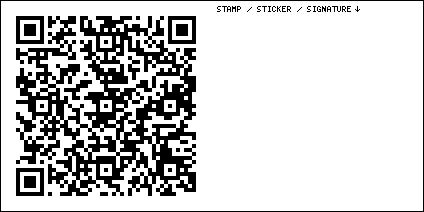 STAMP / STICKER / SIGNATURE ↓